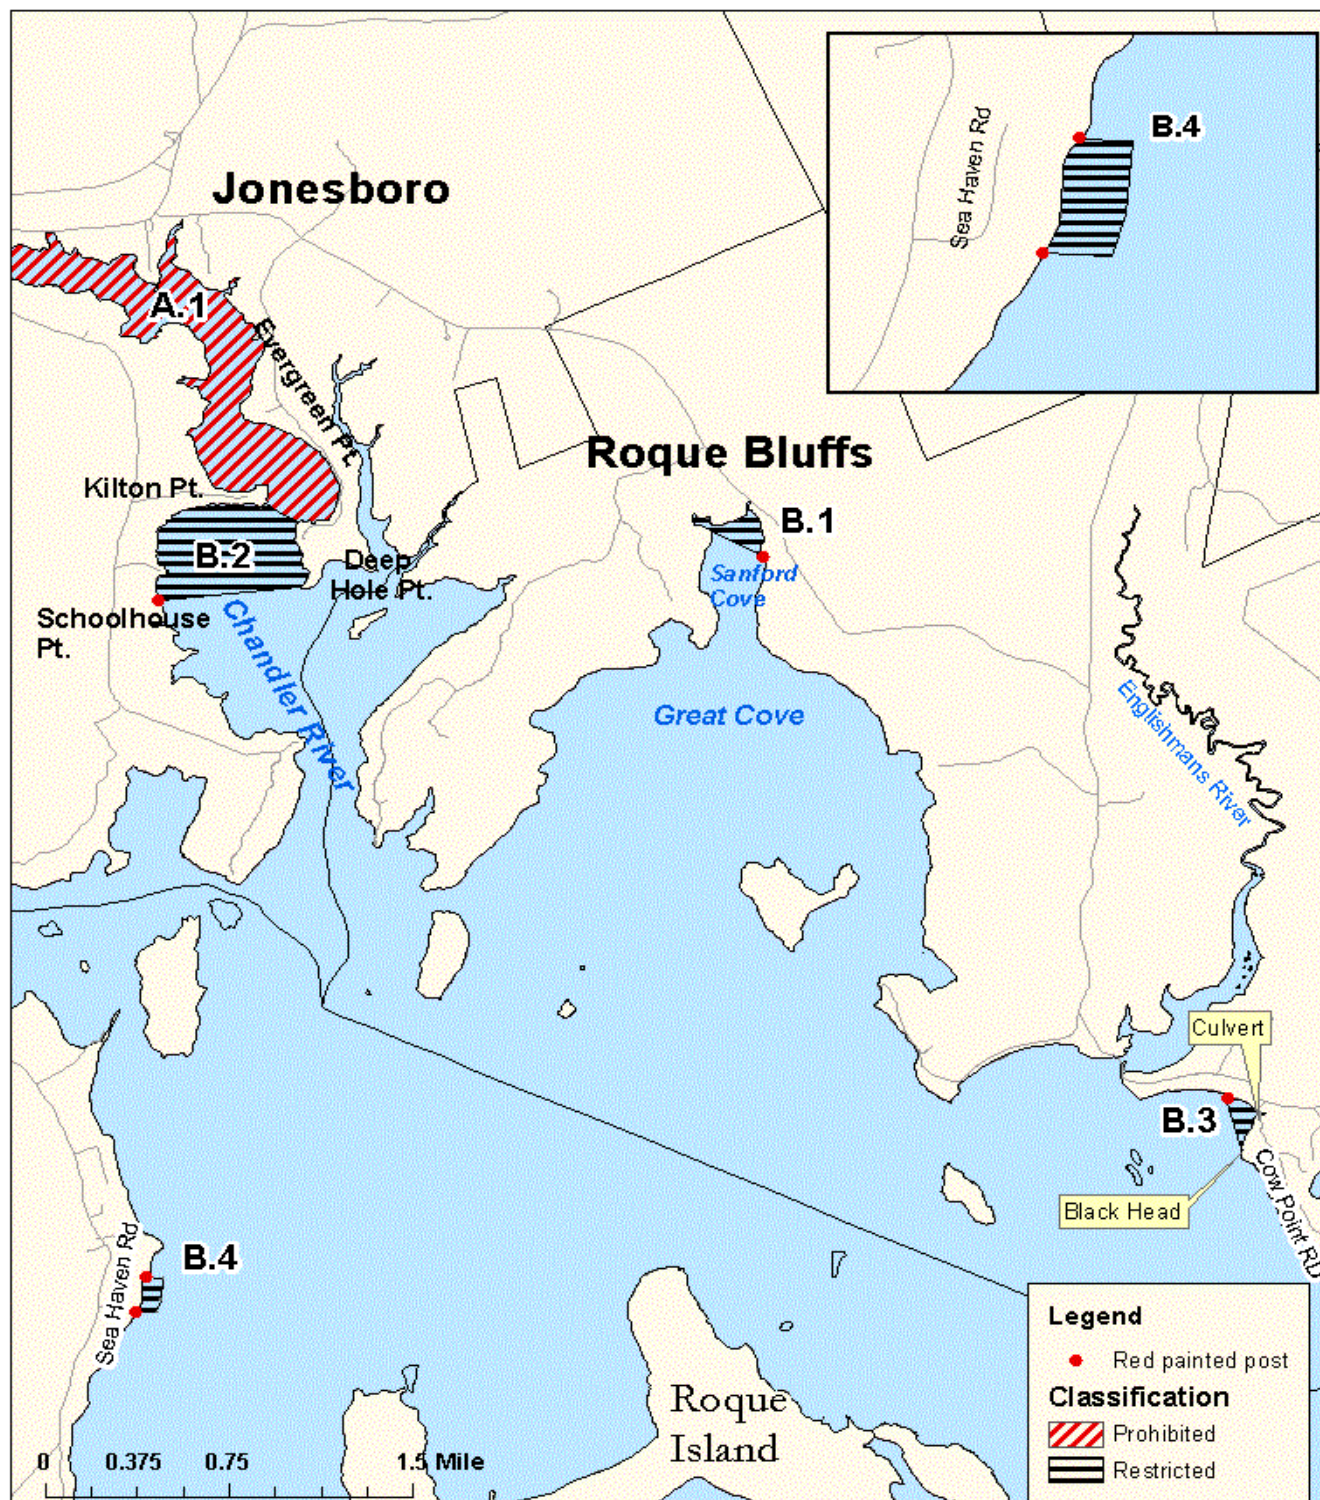 B.4
Sea Haven Rd
Jonesboro
A.1
Evergreen Pt.
Roque Bluffs
Kilton Pt.
B.1
B.2
Deep
Hole Pt.
Sanford
Cove
Schoolhouse
Pt.
Chandler River
Great Cove
Englishmans River
Culvert
B.3
Cow Point RD
Black Head
B.4
Sea Haven Rd
Roque
Island
Legend
Red painted post
Classification
Prohibited
Restricted
0 0.375 0.75 1.5 Mile